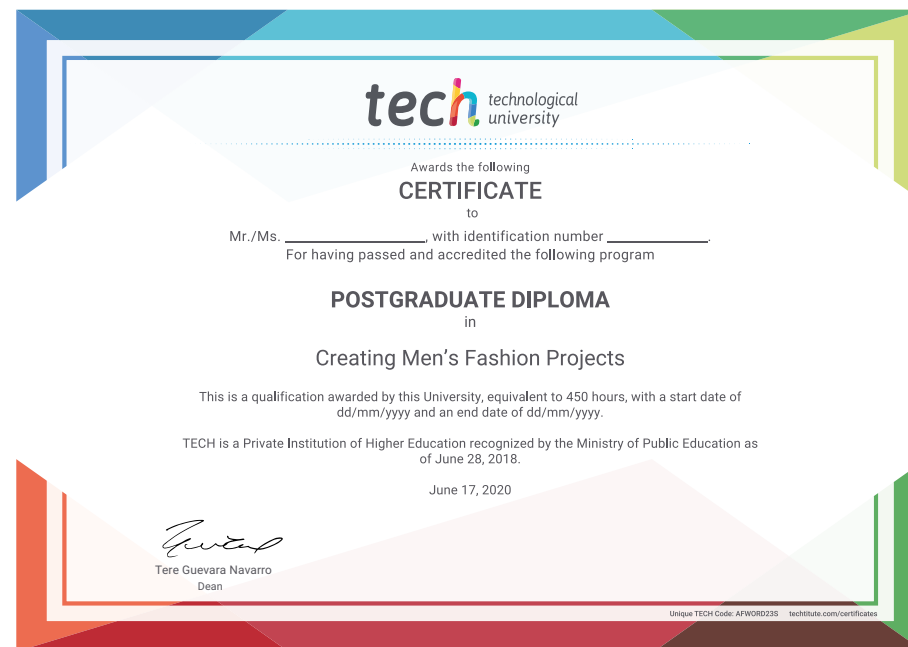 tech technological
university
Awards the following
CERTIFICATE
to
Mr./Ms. ____________________, with identification number ______________.
For having passed and accredited the following program
POSTGRADUATE DIPLOMA
in
Creating Men's Fashion Projects
This is a qualification awarded by this University, equivalent to 450 hours, with a start date of
dd/mm/yyyy and an end date of dd/mm/yyyy.
TECH is a Private Institution of Higher Education recognized by the Ministry of Public Education as
of June 28, 2018.
June 17, 2020
Tere Guevara Navarro
Dean
Unique TECH Code: AFWORD23S techtitute.com/certificates